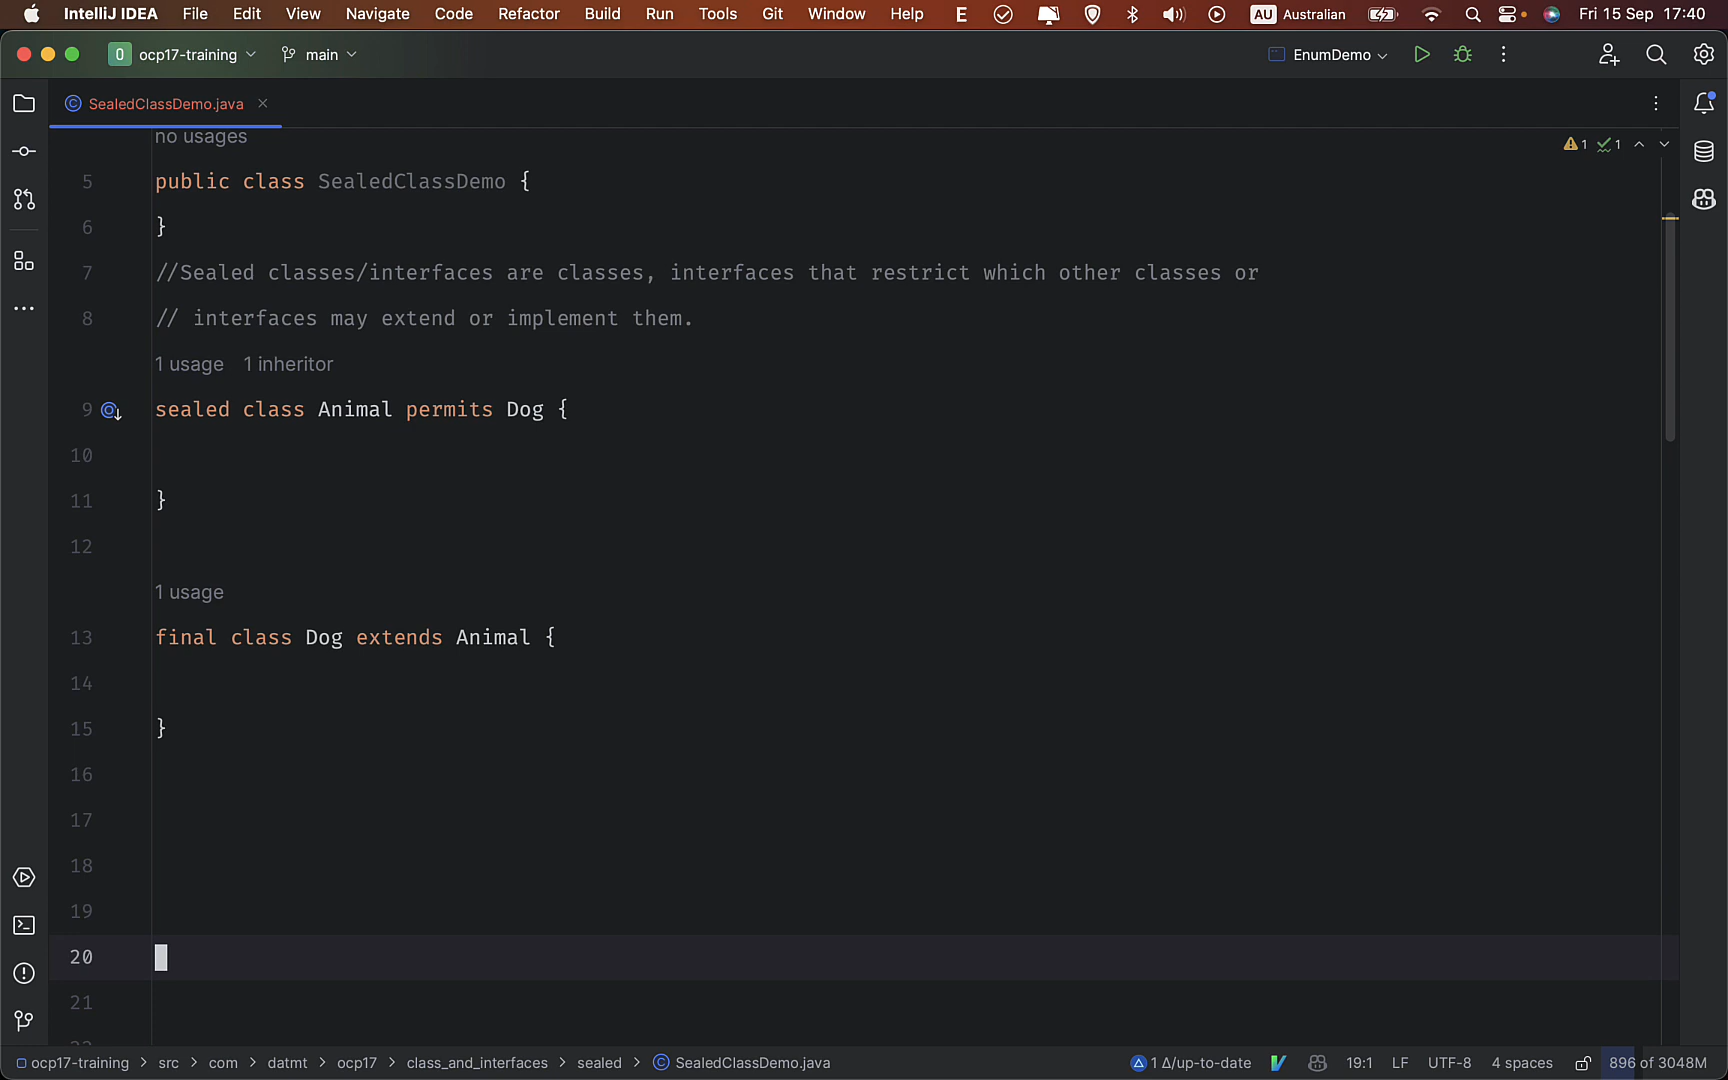 IntelliJ IDEA File Edit View Navigate Code Refactor Build Run Tools Git Window Help E AU Australian Fri 15 Sep 17:40
0 ocp17-training main EnumDemo
SealedClassDemo.java
no usages
1 1
5 public class SealedClassDemo {
6 }
7 //Sealed classes/interfaces are classes, interfaces that restrict which other classes or
8 // interfaces may extend or implement them.
1 usage 1 inheritor
9 sealed class Animal permits Dog {
10
11 }
12
1 usage
13 final class Dog extends Animal {
14
15 }
16
17
18
19
20
21
ocp17-training > src > com > datmt > ocp17 > class_and_interfaces > sealed > SealedClassDemo.java 1 Δ/up-to-date 19:1 LF UTF-8 4 spaces 896 of 3048M